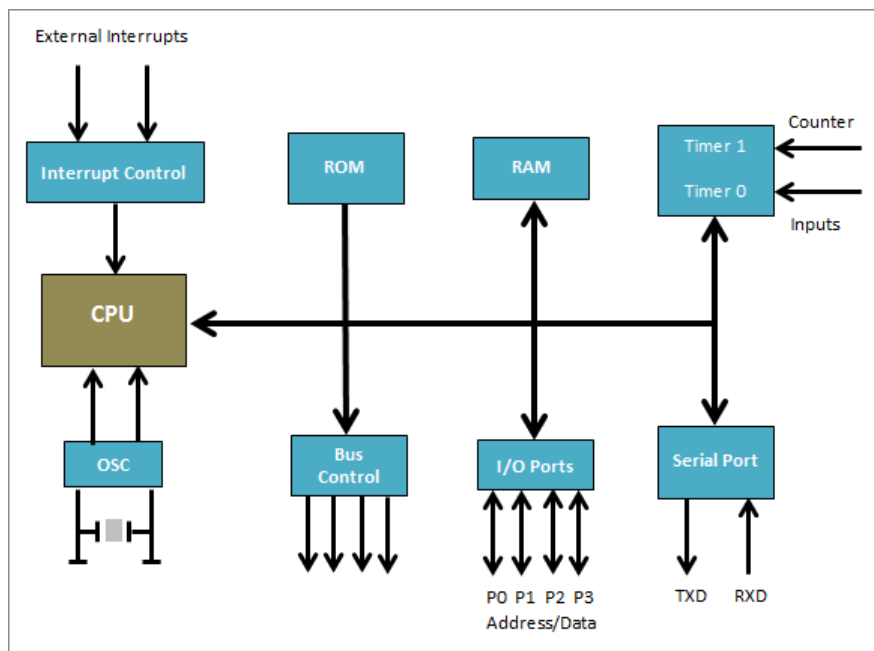 External Interrupts
Interrupt Control
ROM
RAM
Timer 1
Timer 0
Counter
Inputs
CPU
OSC
Bus
Control
I/O Ports
Serial Port
P0 P1 P2 P3
Address/Data
TXD
RXD